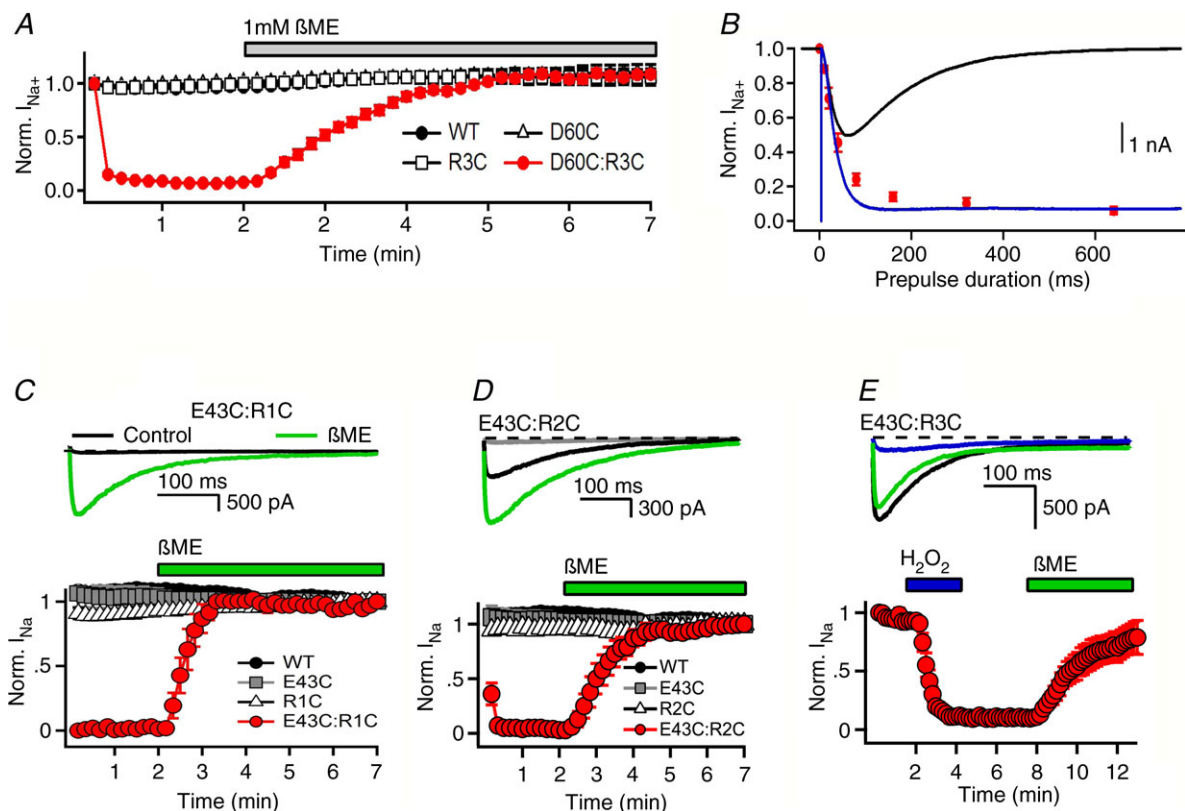 A
1mM ßME
Norm. I Na+
1.0
0.5
0.0
WT
D60C
R3C
D60C:R3C
1 2 2 4 5 6 7
Time (min)
B
Norm. I Na+
1.0
0.8
0.6
0.4
0.2
0.0
1 nA
0 200 400 600
Prepulse duration (ms)
C
E43C:R1C
Control
ßME
100 ms
500 pA
ßME
Norm. I Na
1
.5
0
WT
E43C
R1C
E43C:R1C
1 2 3 4 5 6 7
Time (min)
D
E43C:R2C
100 ms
300 pA
ßME
Norm. I Na
1
.5
0
WT
E43C
R2C
E43C:R2C
1 2 3 4 5 6 7
Time (min)
E
E43C:R3C
100 ms
500 pA
H2O2
ßME
Norm. I Na
1
.5
0
2 4 6 8 10 12
Time (min)